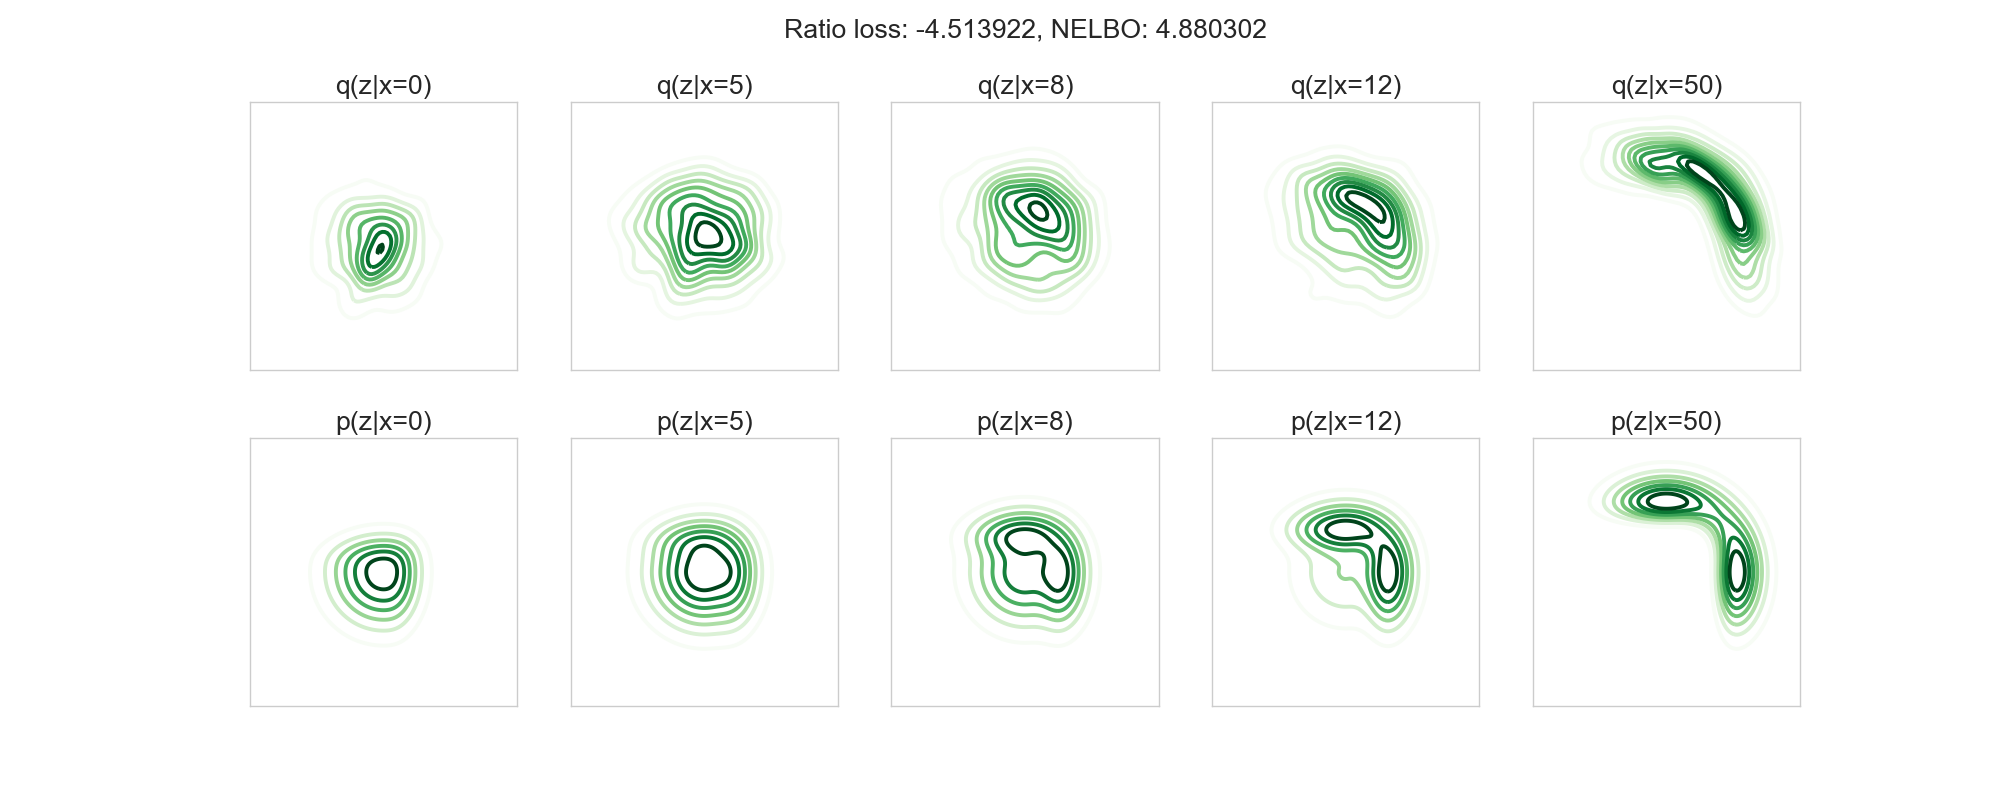 Ratio loss: -4.513922, NELBO: 4.880302
q(z|x=0) q(z|x=5) q(z|x=8) q(z|x=12) q(z|x=50)
p(z|x=0) p(z|x=5) p(z|x=8) p(z|x=12) p(z|x=50)